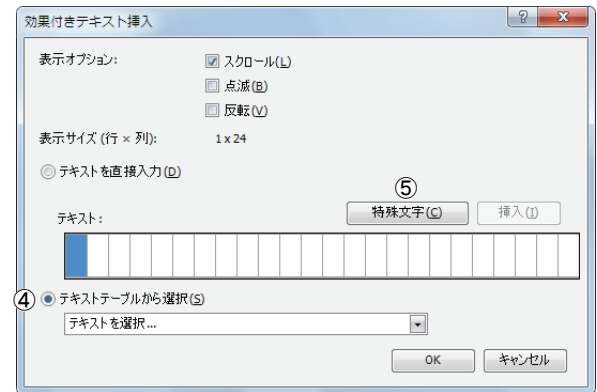 効果付きテキスト挿入
表示オプション:
スクロール(L)
点滅(B)
反転(V)
表示サイズ (行 × 列): 1 x 24
テキストを直接入力(D)
⑤
テキスト: 特殊文字(C) 挿入(I)
④ テキストテーブルから選択(S)
テキストを選択...
OK キャンセル